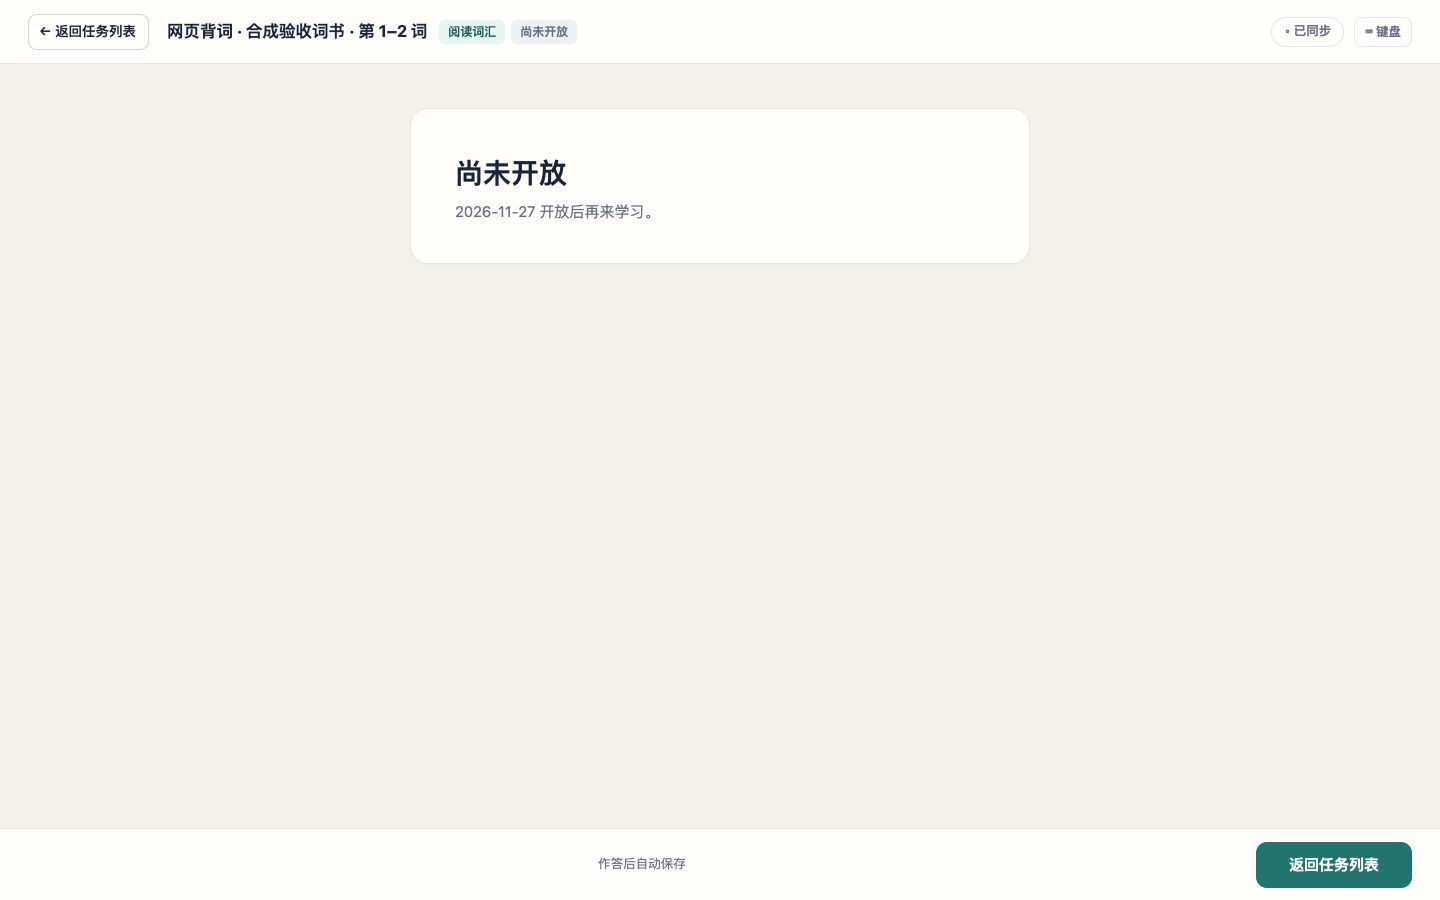 ← 返回任务列表
网页背词 · 合成验收词书 · 第 1–2 词
阅读词汇
尚未开放
已同步
键盘
尚未开放
2026-11-27 开放后再来学习。
作答后自动保存
返回任务列表